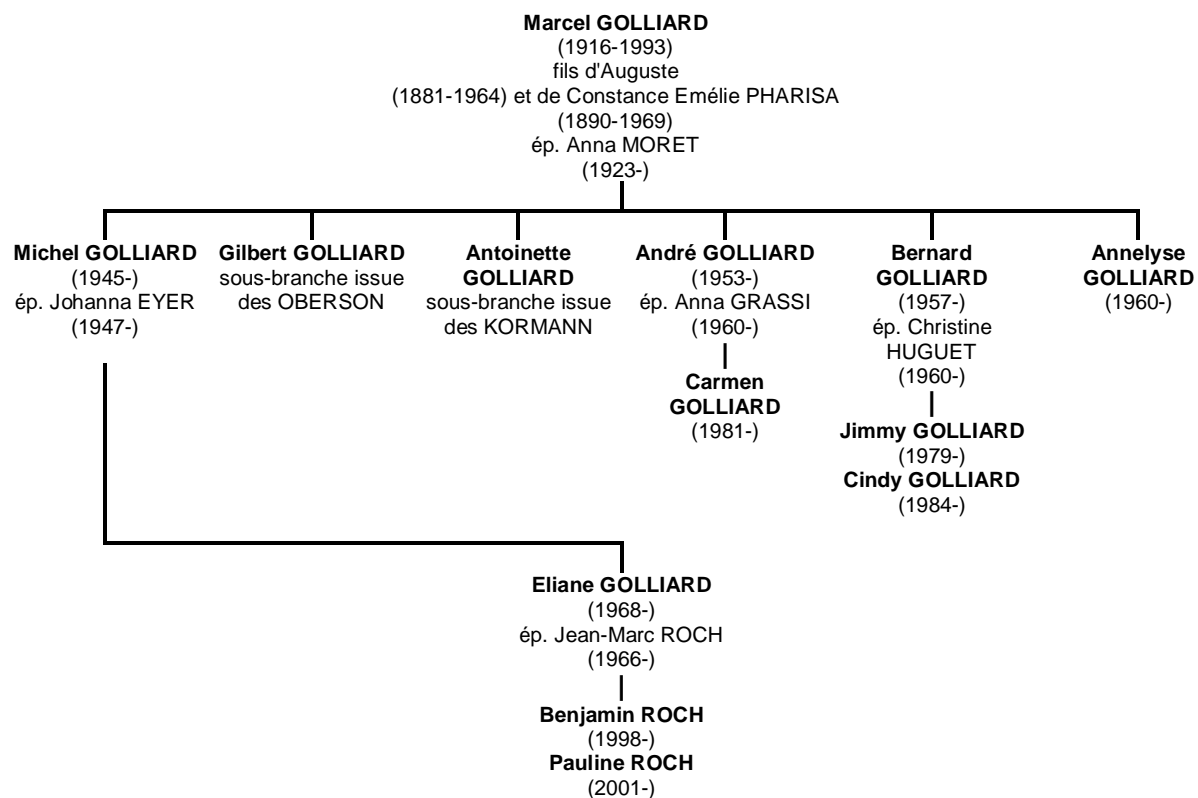 Marcel GOLLIARD
(1916-1993)
fils d'Auguste
(1881-1964) et de Constance Emélie PHARISA
(1890-1969)
ép. Anna MORET
(1923-)
Michel GOLLIARD
(1945-)
ép. Johanna EYER
(1947-)
Gilbert GOLLIARD
sous-branche issue
des OBERSON
Antoinette
GOLLIARD
sous-branche issue
des KORMANN
André GOLLIARD
(1953-)
ép. Anna GRASSI
(1960-)
Carmen
GOLLIARD
(1981-)
Bernard
GOLLIARD
(1957-)
ép. Christine
HUGUET
(1960-)
Jimmy GOLLIARD
(1979-)
Cindy GOLLIARD
(1984-)
Annelyse
GOLLIARD
(1960-)
Eliane GOLLIARD
(1968-)
ép. Jean-Marc ROCH
(1966-)
Benjamin ROCH
(1998-)
Pauline ROCH
(2001-)